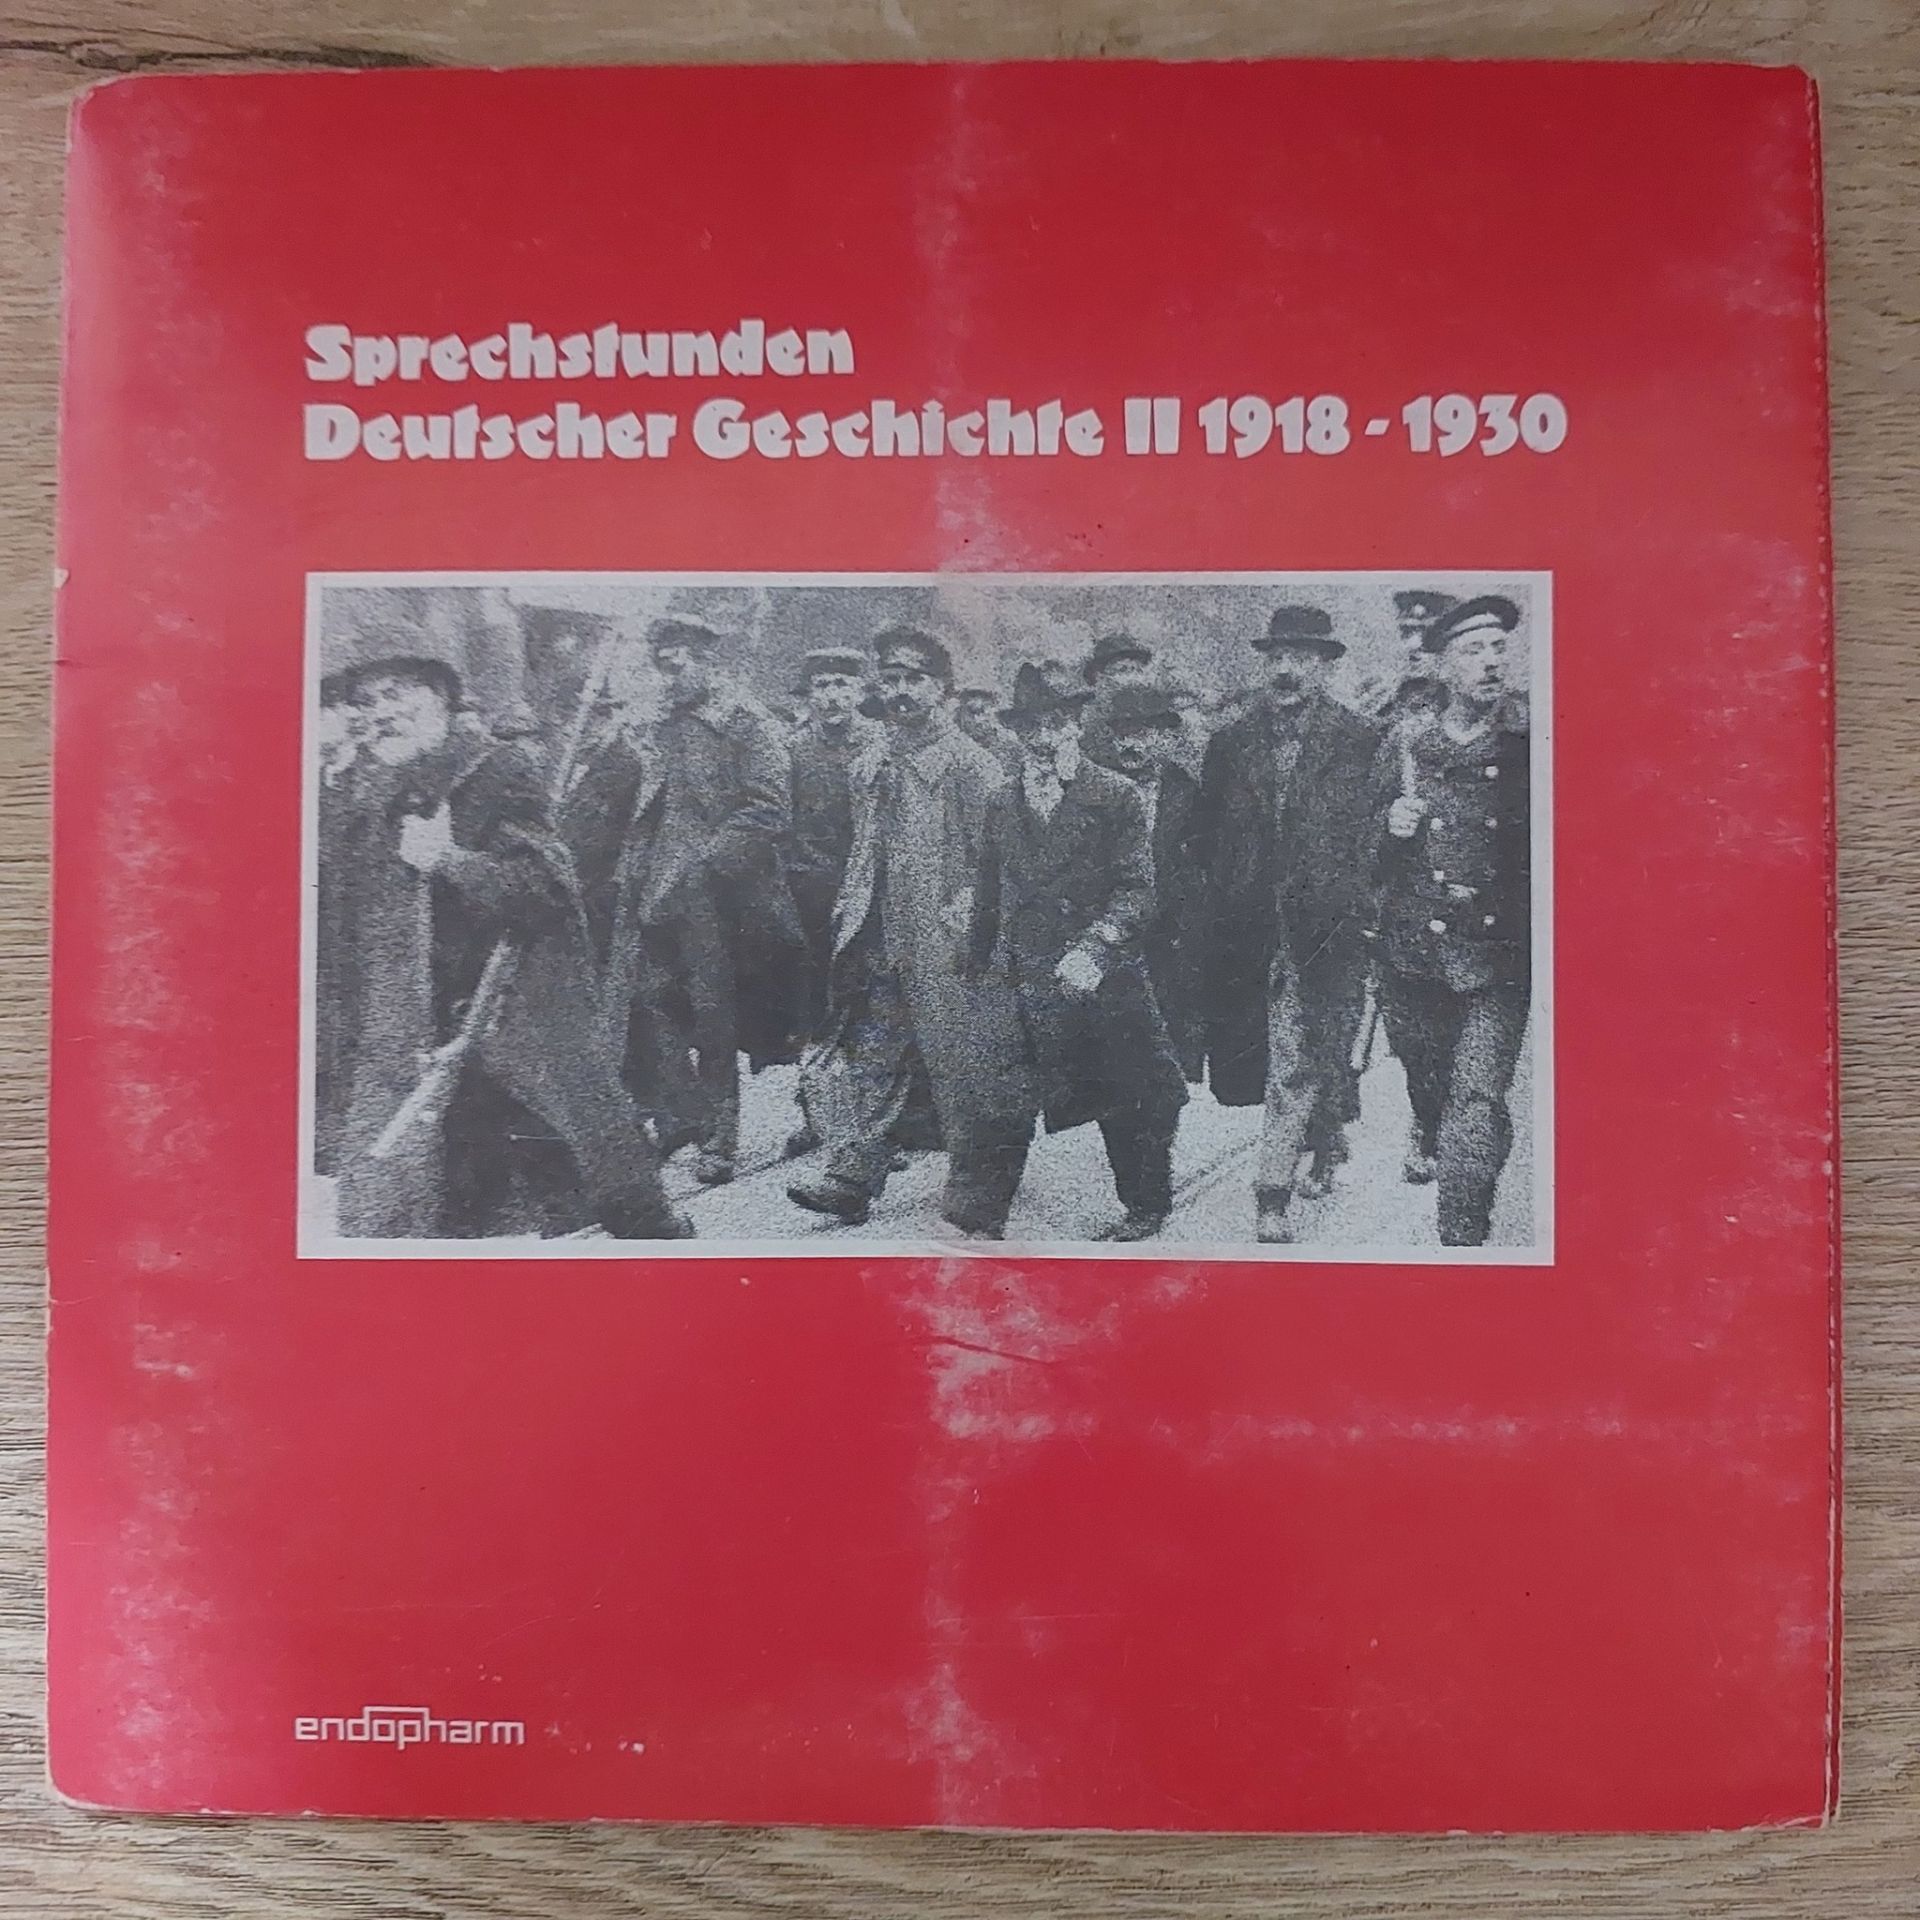 Sprechstunden
Deutscher Geschichte II 1918 - 1930
endopharm